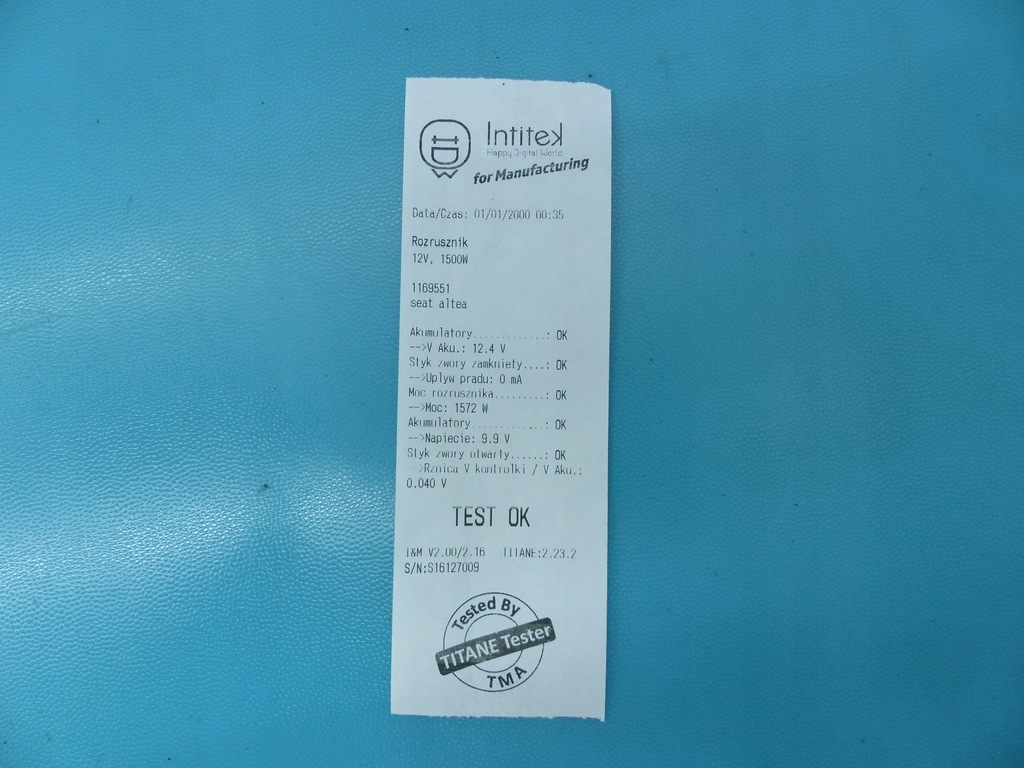 Intitek
Happy Digital World
for Manufacturing
Data/Czas: 01/01/2000 00:35
Rozrusznik
12V, 1500W
1169551
seat altea
Akumulatory.............: OK
-->V Aku.: 12.4 V
Styk zwory zamkniety....: OK
-->Uplyw pradu: 0 mA
Moc rozrusznika.........: OK
-->Moc: 1572 W
Akumulatory.............: OK
-->Napiecie: 9.9 V
Styk zwory otwarty......: OK
-->Rznica V kontrolki / V Aku.:
0.040 V
TEST OK
I&M V2.00/2.16 TITANE:2.23.2
S/N:S16127009
Tested By
TITANE Tester
TMA